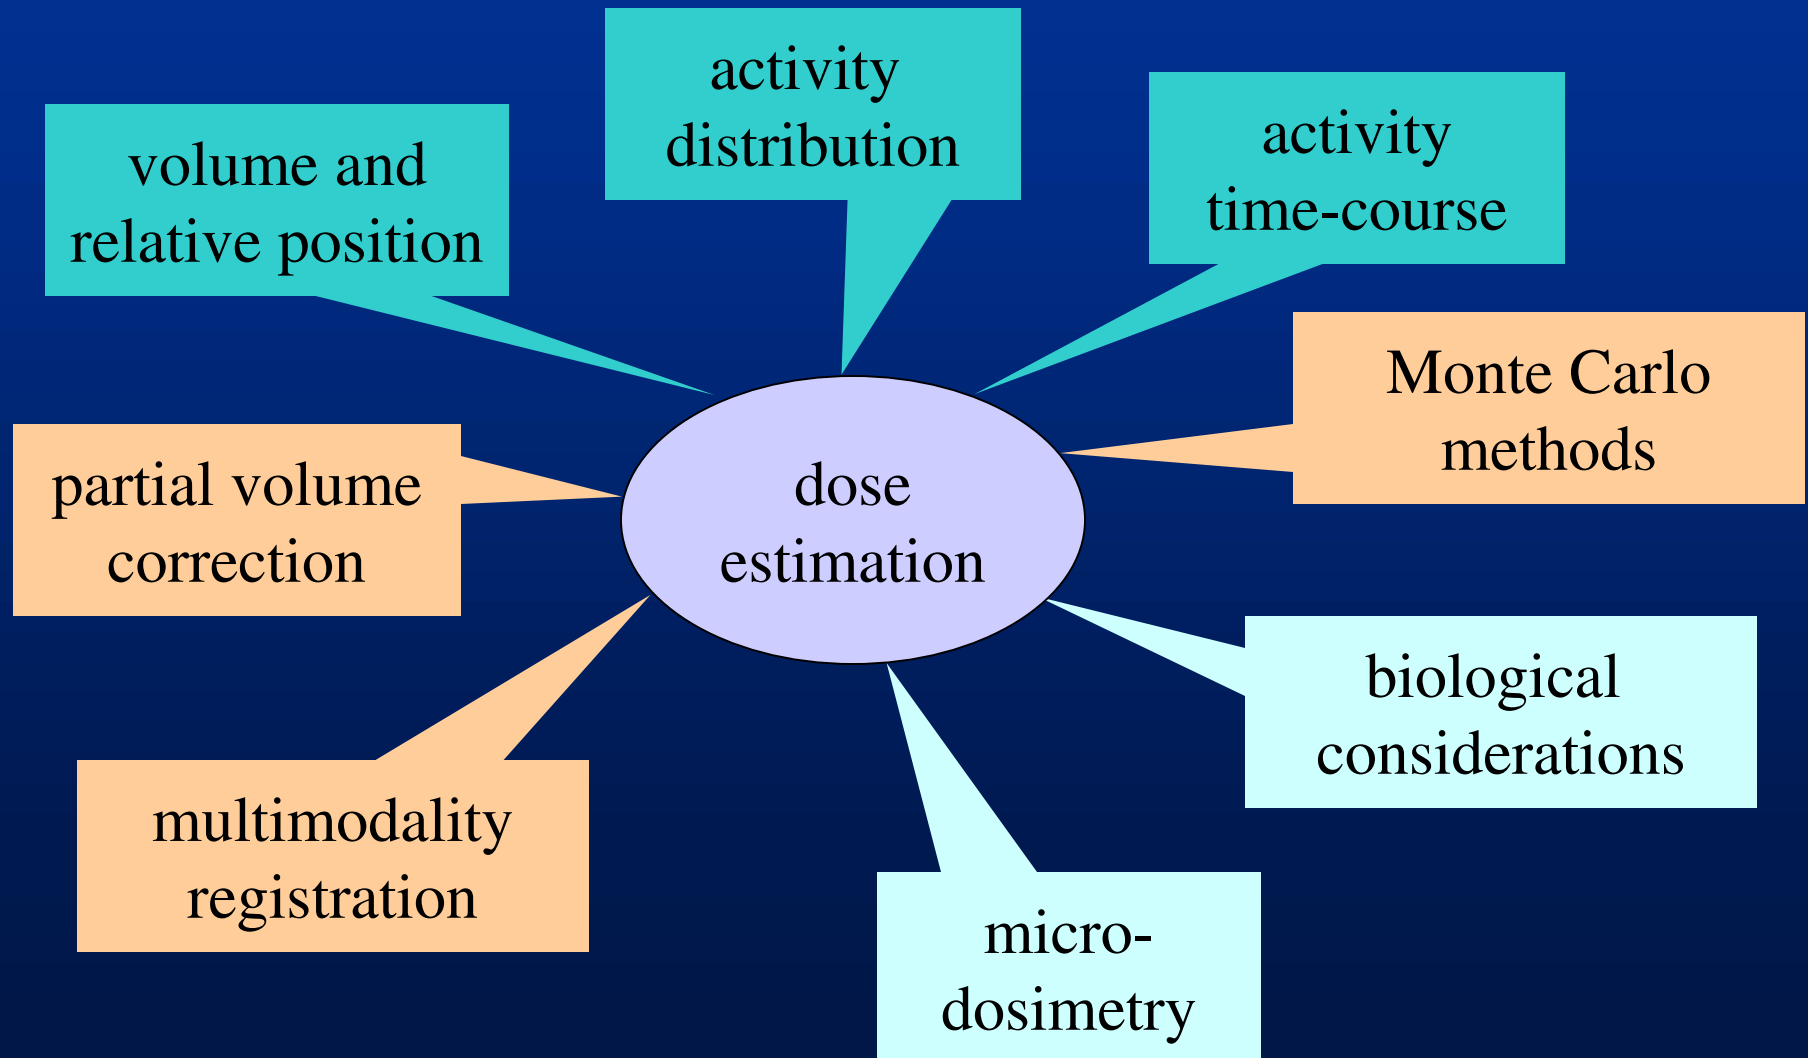 activity
distribution
activity
time-course
volume and
relative position
Monte Carlo
methods
partial volume
correction
dose
estimation
biological
considerations
multimodality
registration
micro-
dosimetry